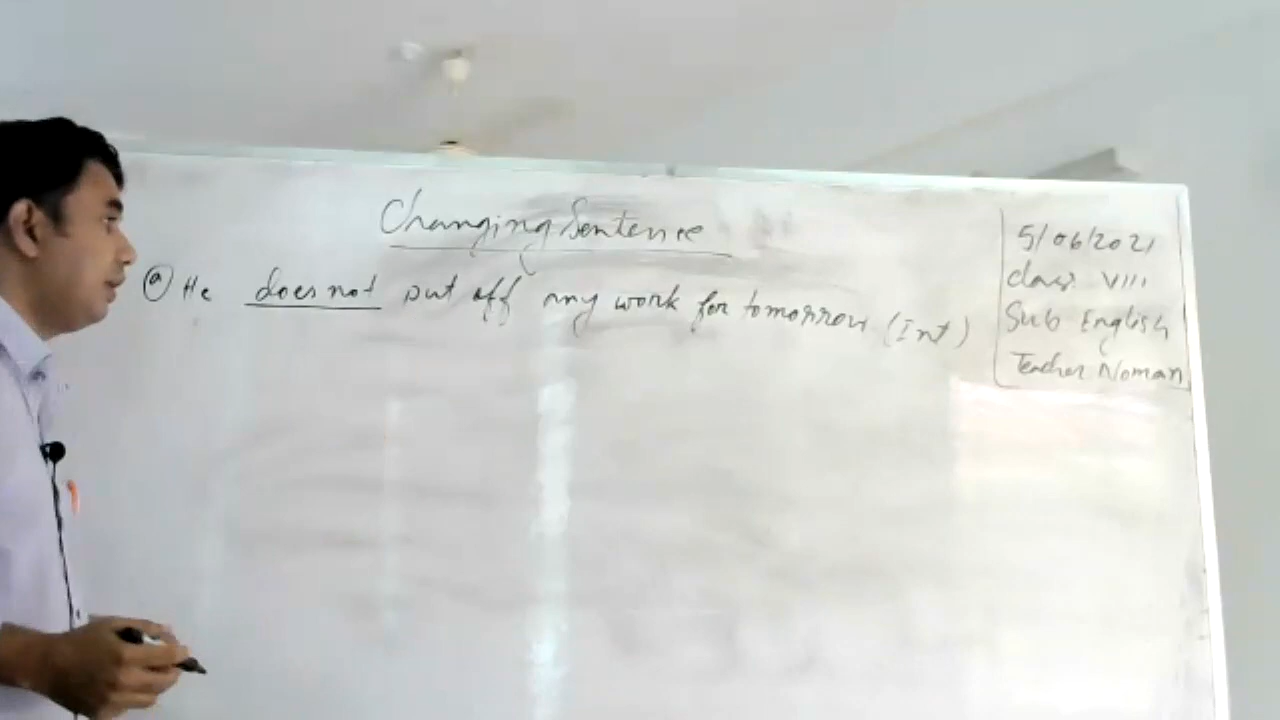 Changing Sentence
(a) He does not put off any work for tomorrow (Int)
5/06/2021
class VIII
Sub English
Teacher Noman